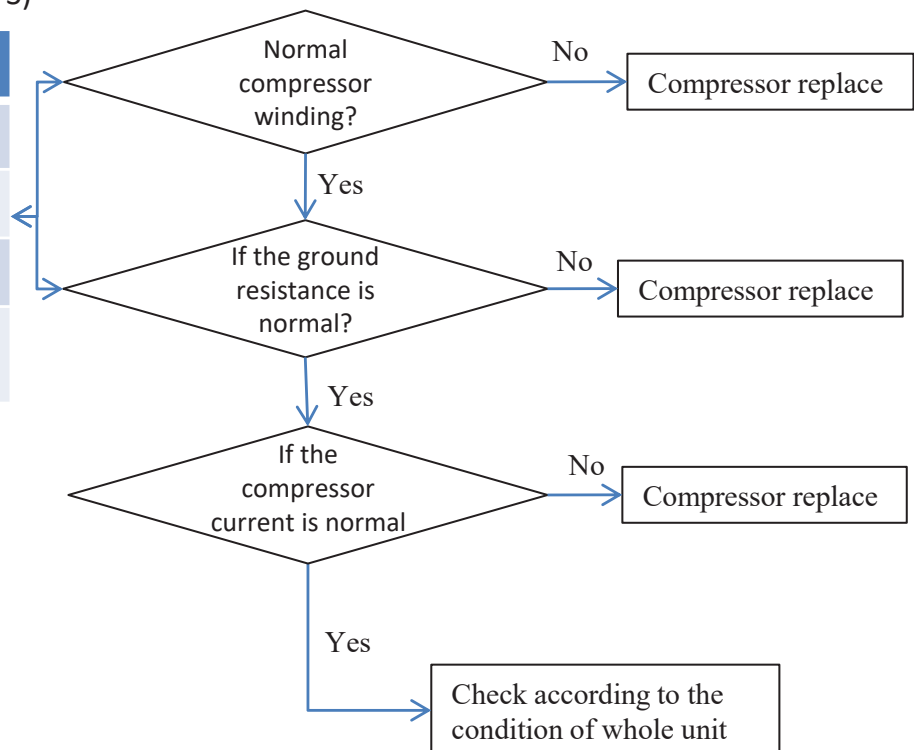 Normal
compressor
winding?
No
Compressor replace
Yes
If the ground
resistance is
normal?
No
Compressor replace
Yes
If the
compressor
current is normal
No
Compressor replace
Yes
Check according to the
condition of whole unit